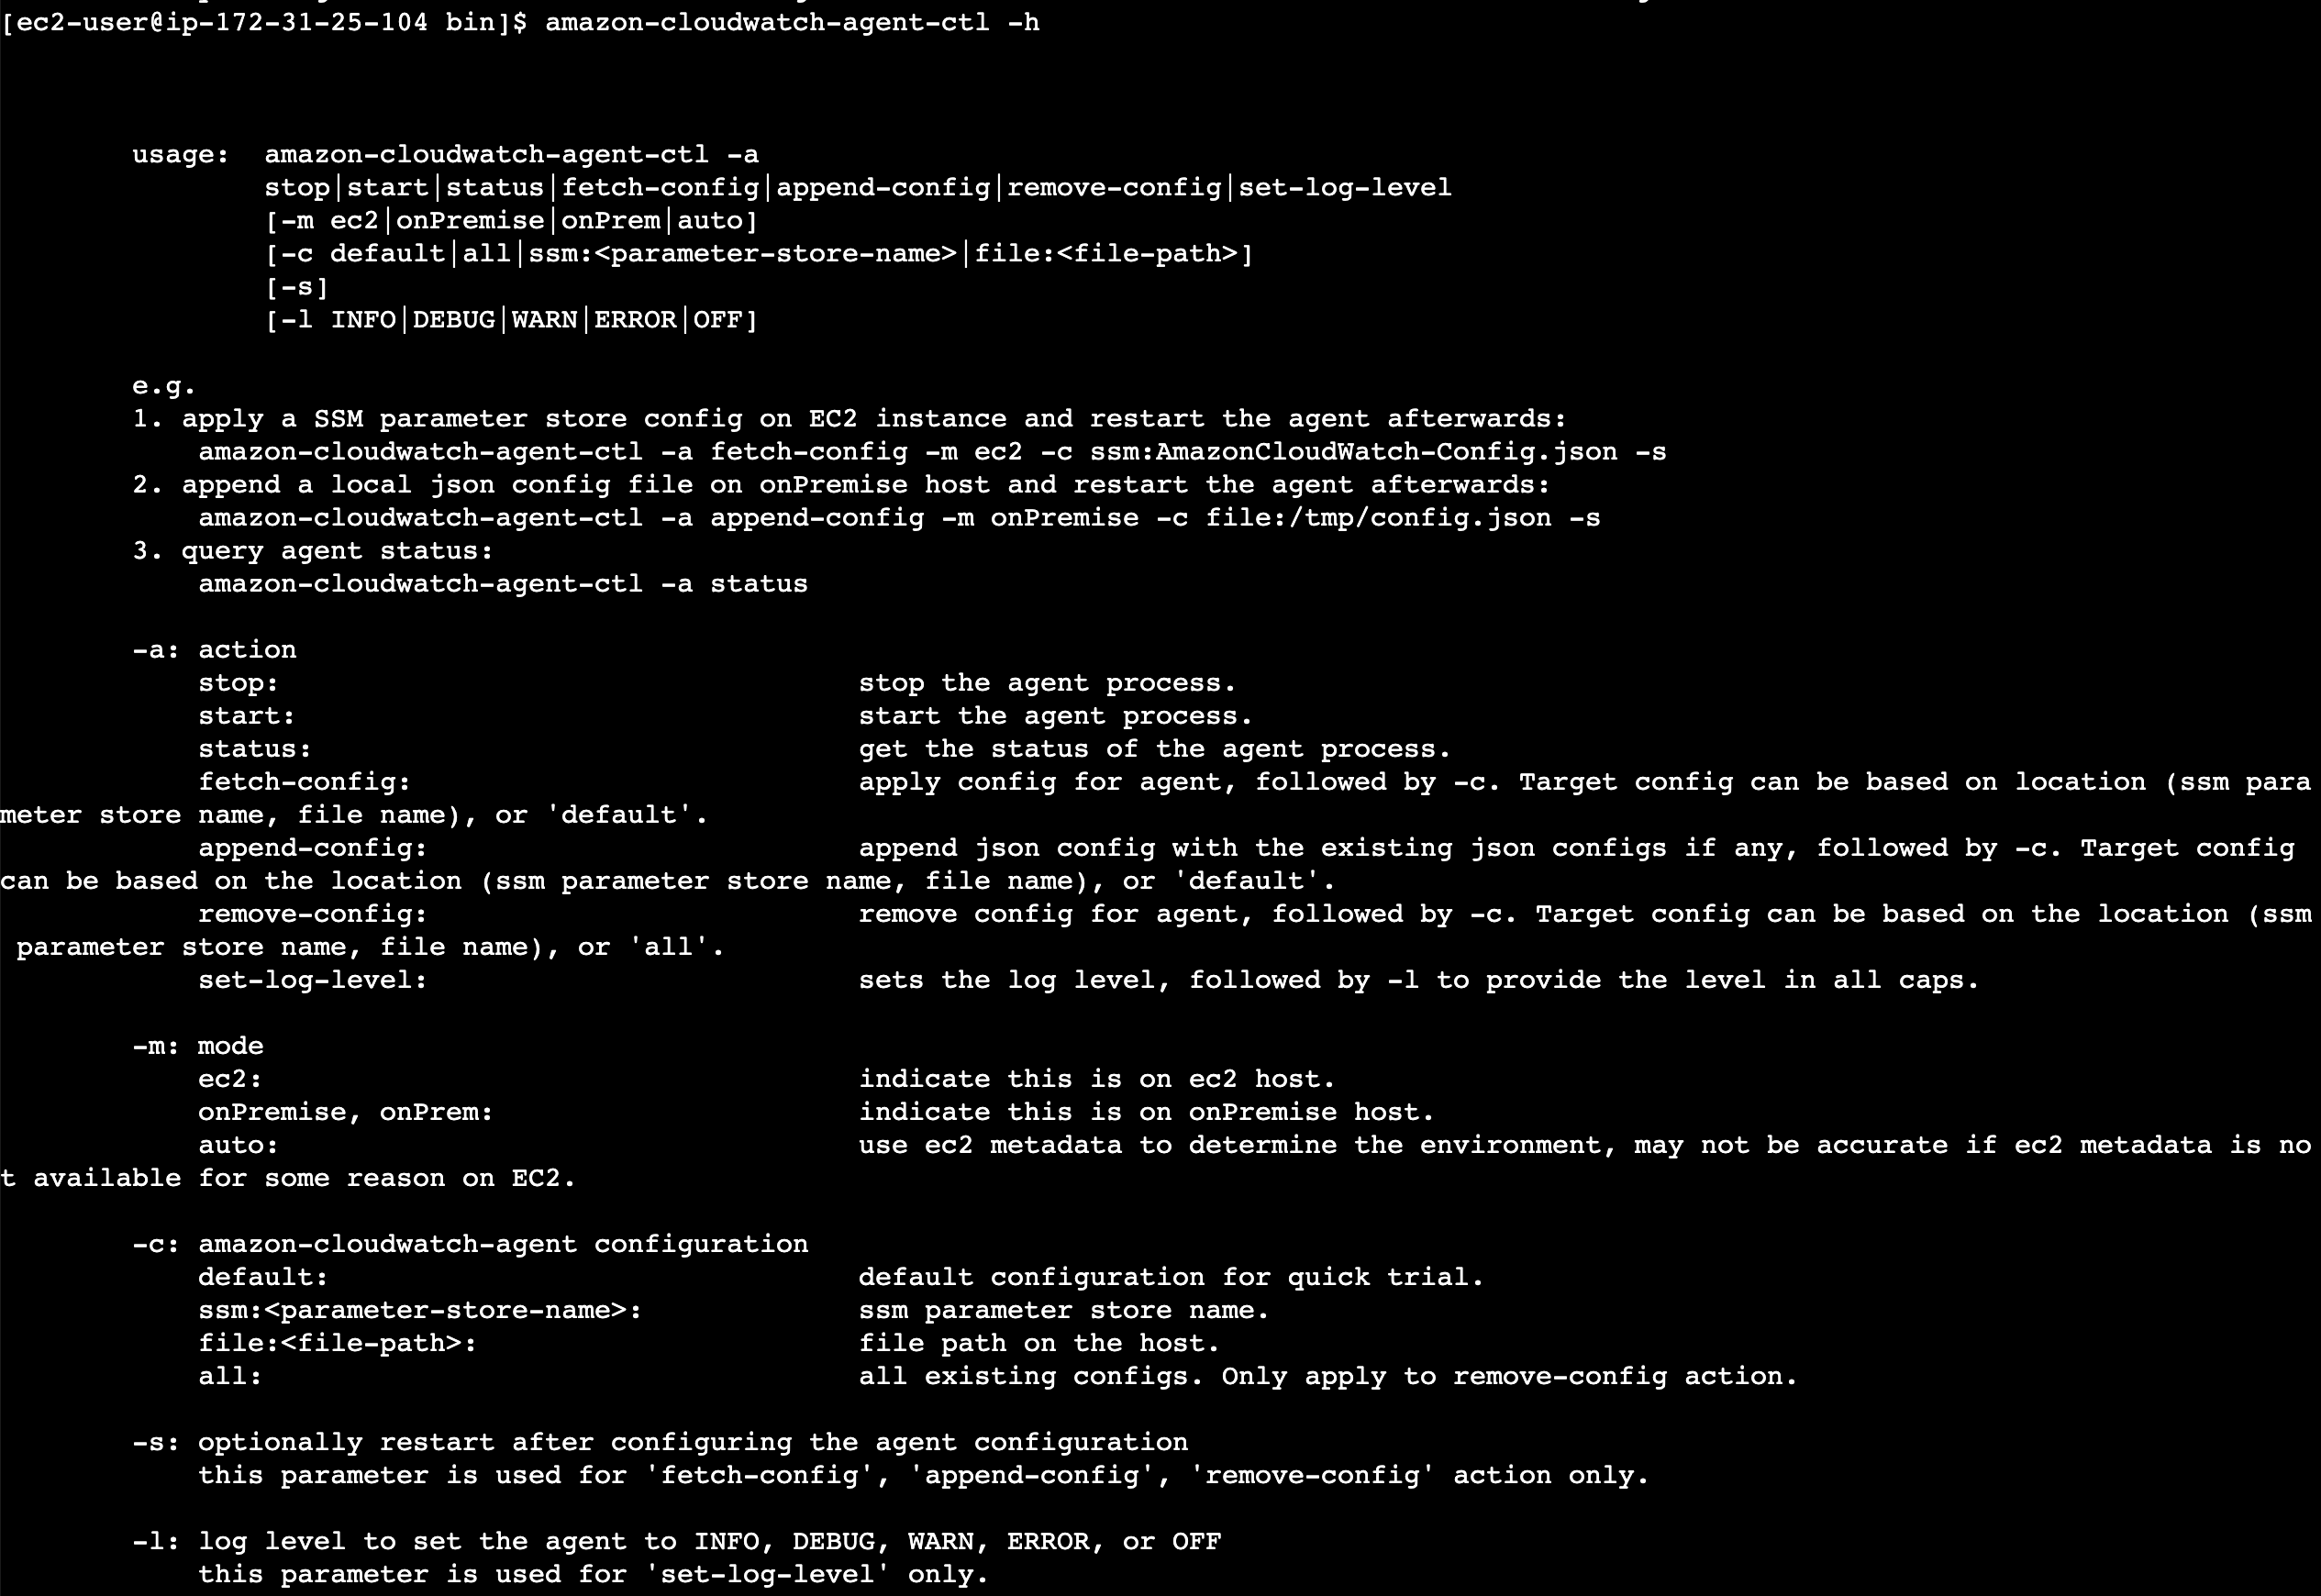 [ec2-user@ip-172-31-25-104 bin]$ amazon-cloudwatch-agent-ctl -h
usage:  amazon-cloudwatch-agent-ctl -a
stop|start|status|fetch-config|append-config|remove-config|set-log-level
[-m ec2|onPremise|onPrem|auto]
[-c default|all|ssm:<parameter-store-name>|file:<file-path>]
[-s]
[-l INFO|DEBUG|WARN|ERROR|OFF]
e.g.
1. apply a SSM parameter store config on EC2 instance and restart the agent afterwards:
amazon-cloudwatch-agent-ctl -a fetch-config -m ec2 -c ssm:AmazonCloudWatch-Config.json -s
2. append a local json config file on onPremise host and restart the agent afterwards:
amazon-cloudwatch-agent-ctl -a append-config -m onPremise -c file:/tmp/config.json -s
3. query agent status:
amazon-cloudwatch-agent-ctl -a status
-a: action
stop:                                   stop the agent process.
start:                                  start the agent process.
status:                                 get the status of the agent process.
fetch-config:                           apply config for agent, followed by -c. Target config can be based on location (ssm para
meter store name, file name), or 'default'.
append-config:                          append json config with the existing json configs if any, followed by -c. Target config
can be based on the location (ssm parameter store name, file name), or 'default'.
remove-config:                          remove config for agent, followed by -c. Target config can be based on the location (ssm
parameter store name, file name), or 'all'.
set-log-level:                          sets the log level, followed by -l to provide the level in all caps.
-m: mode
ec2:                                    indicate this is on ec2 host.
onPremise, onPrem:                      indicate this is on onPremise host.
auto:                                   use ec2 metadata to determine the environment, may not be accurate if ec2 metadata is no
t available for some reason on EC2.
-c: amazon-cloudwatch-agent configuration
default:                                default configuration for quick trial.
ssm:<parameter-store-name>:             ssm parameter store name.
file:<file-path>:                       file path on the host.
all:                                    all existing configs. Only apply to remove-config action.
-s: optionally restart after configuring the agent configuration
this parameter is used for 'fetch-config', 'append-config', 'remove-config' action only.
-l: log level to set the agent to INFO, DEBUG, WARN, ERROR, or OFF
this parameter is used for 'set-log-level' only.